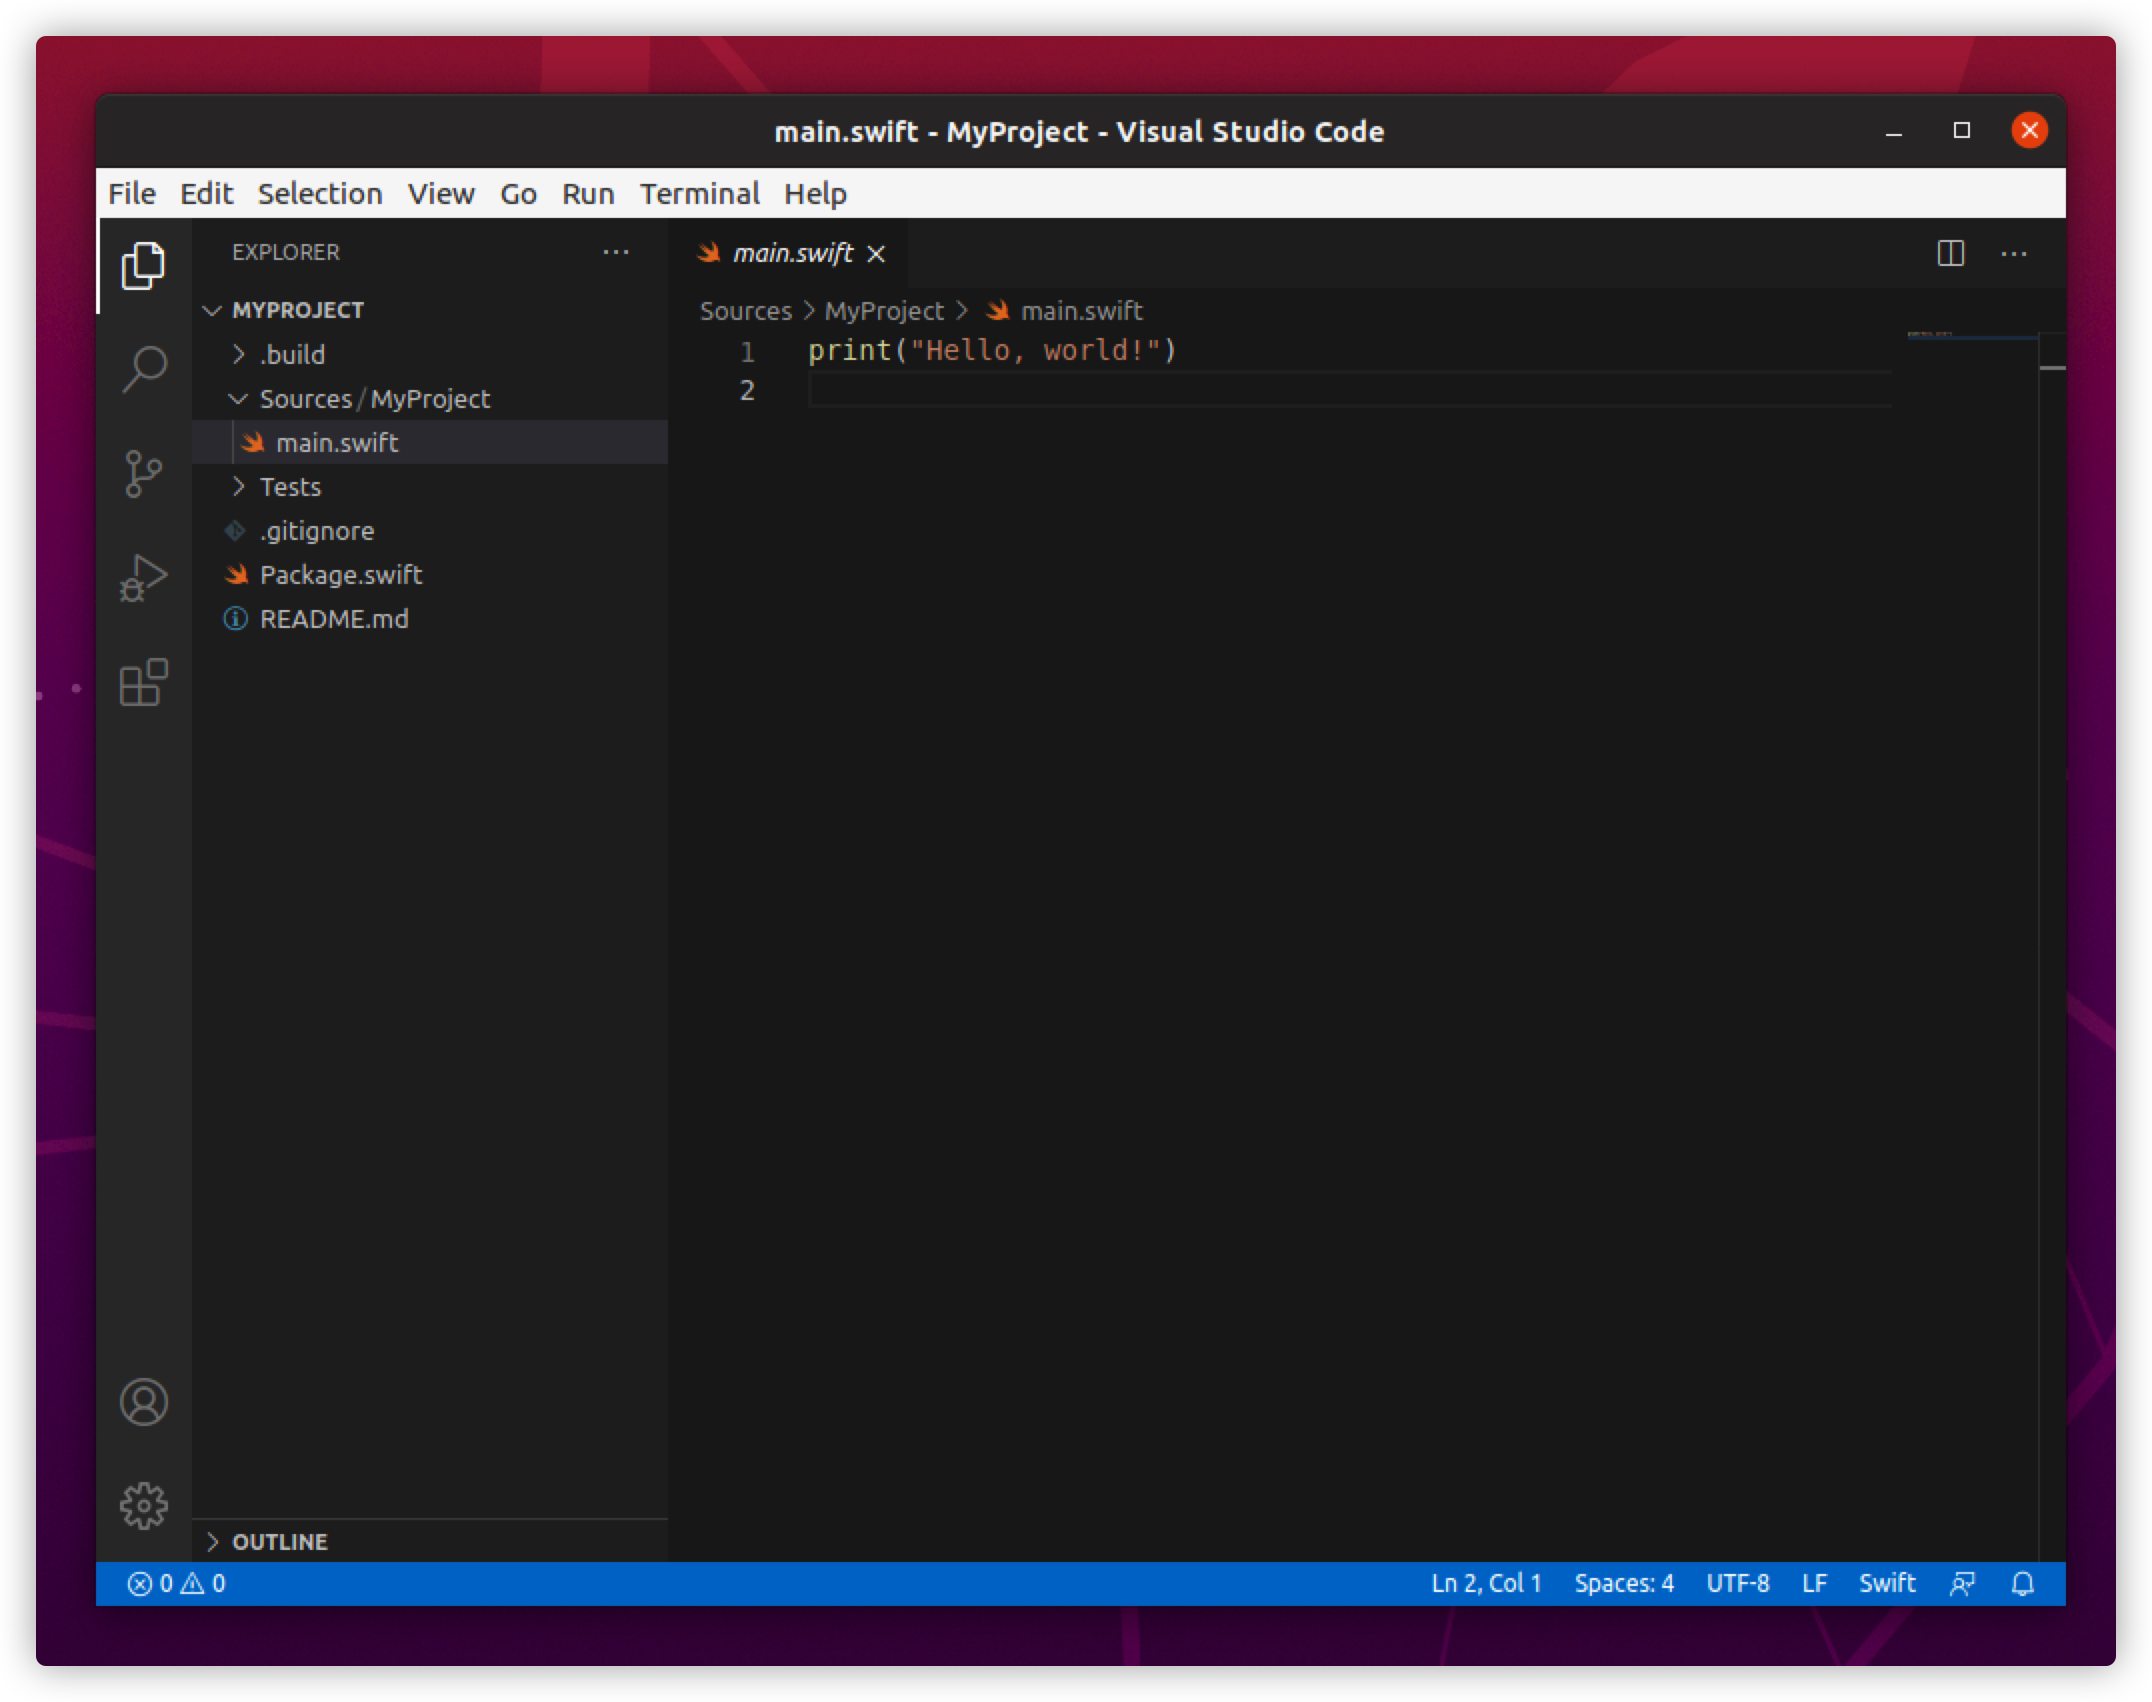 main.swift - MyProject - Visual Studio Code
File Edit Selection View Go Run Terminal Help
EXPLORER
MYPROJECT
.build
Sources/MyProject
main.swift
Tests
.gitignore
Package.swift
README.md
OUTLINE
main.swift
Sources > MyProject > main.swift
1 print("Hello, world!")
2
0 0
Ln 2, Col 1 Spaces: 4 UTF-8 LF Swift